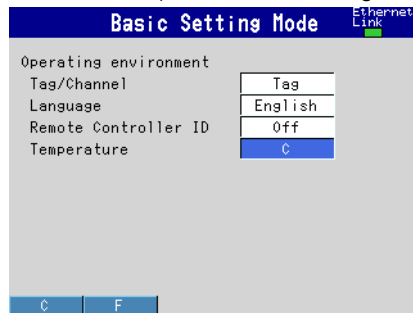 Basic Setting Mode
Ethernet
Link
Operating environment
Tag/Channel Tag
Language English
Remote Controller ID Off
Temperature C
C F